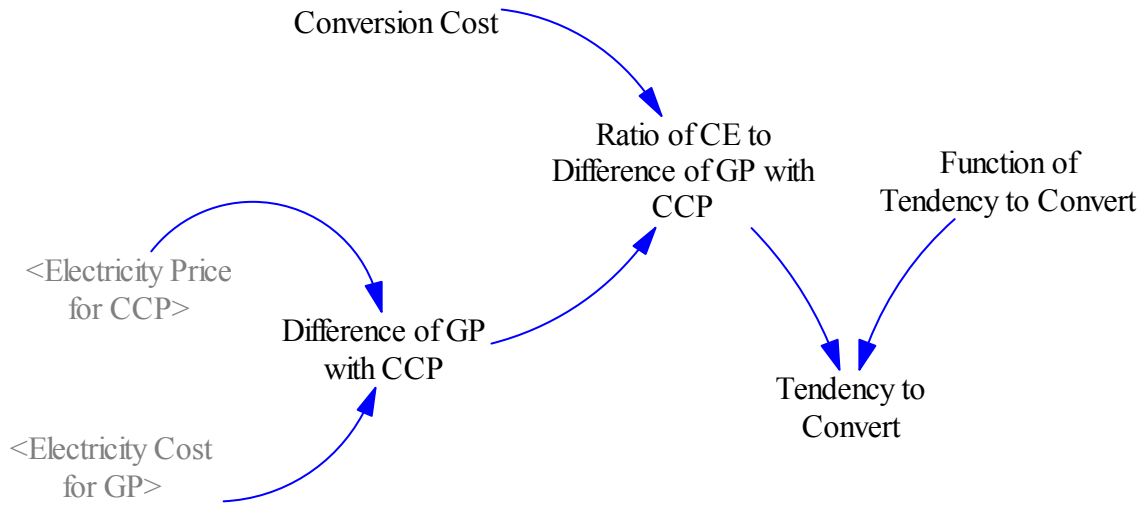 Conversion Cost
Ratio of CE to
Difference of GP with
CCP
Function of
Tendency to Convert
<Electricity Price
for CCP>
Difference of GP
with CCP
Tendency to
Convert
<Electricity Cost
for GP>